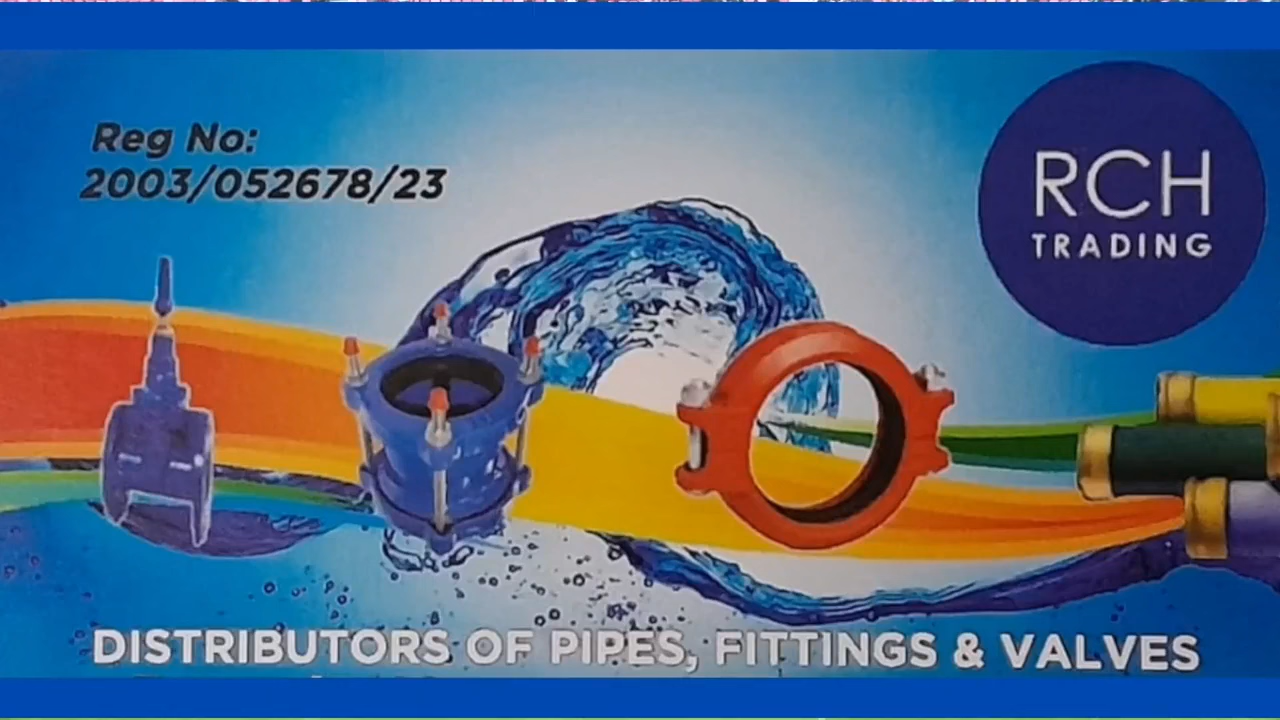 Reg No:
2003/052678/23
RCH
TRADING
DISTRIBUTORS OF PIPES, FITTINGS & VALVES